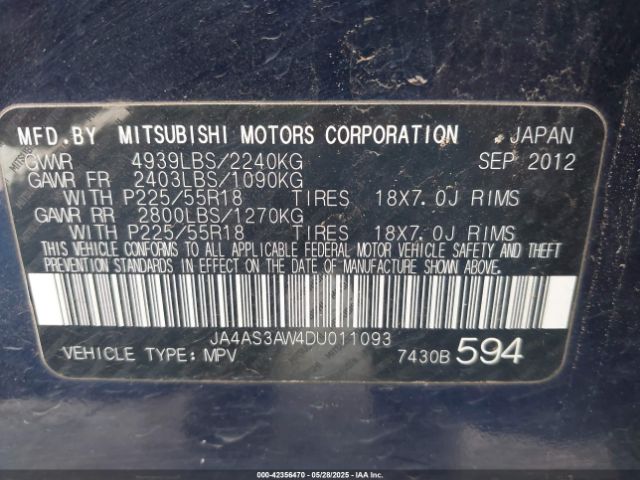 MFD.BY MITSUBISHI MOTORS CORPORATION , JAPAN
GVWR 4939LBS/2240KG SEP 2012
GAWR FR 2403LBS/1090KG
WITH P225/55R18 TIRES 18X7.0J RIMS
GAWR RR 2800LBS/1270KG
WITH P225/55R18 TIRES 18X7.0J RIMS
THIS VEHICLE CONFORMS TO ALL APPLICABLE FEDERAL MOTOR VEHICLE SAFETY AND THEFT
PREVENTION STANDARDS IN EFFECT ON THE DATE OF MANUFACTURE SHOWN ABOVE.
JA4AS3AW4DU011093
VEHICLE TYPE: MPV 7430B 594
000-42356470 - 05/28/2025 - IAAI.CA